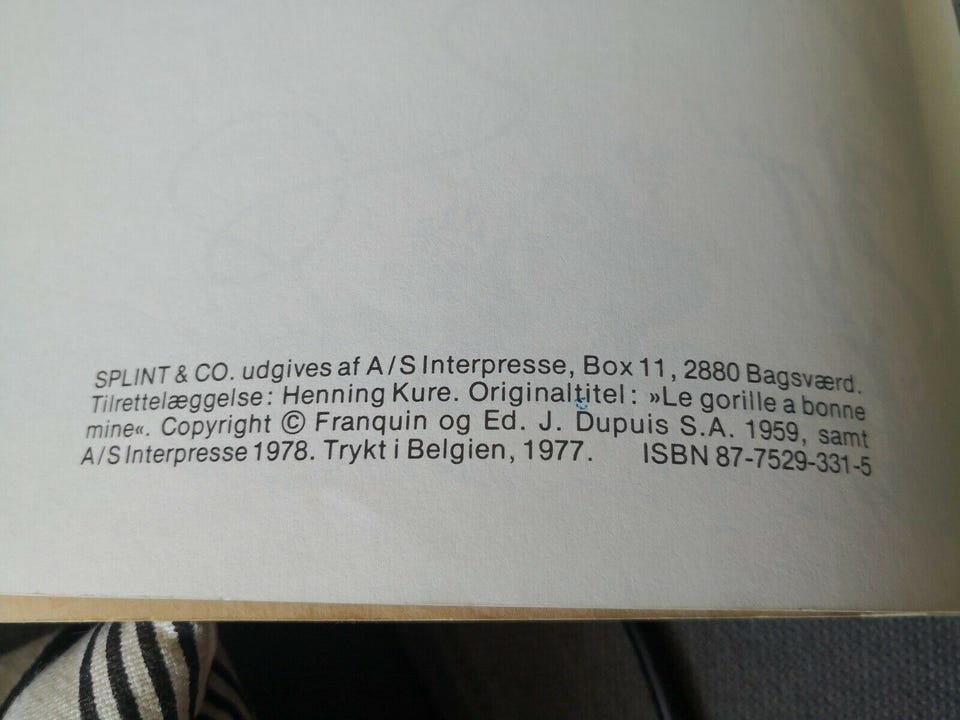 SPLINT & CO. udgives af A/S Interpresse, Box 11, 2880 Bagsværd.
Tilrettelæggelse: Henning Kure. Originaltitel: »Le gorille a bonne
mine«. Copyright © Franquin og Ed. J. Dupuis S.A. 1959, samt
A/S Interpresse 1978. Trykt i Belgien, 1977. ISBN 87-7529-331-5